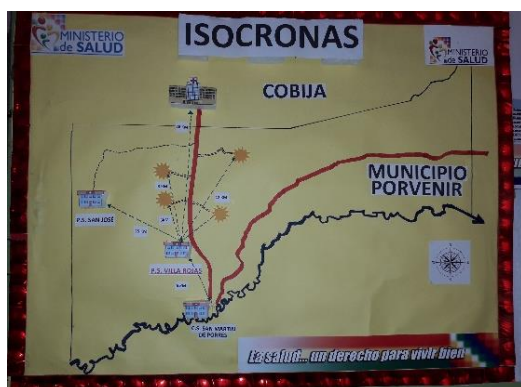 MINISTERIO
de SALUD
ISOCRONAS
MINISTERIO
de SALUD
COBIJA
MUNICIPIO
PORVENIR
P.S. SAN JOSÉ
P.S. VILLA ROJAS
C.S. SAN MARTIN
DE PORRES
La salud... un derecho para vivir bien